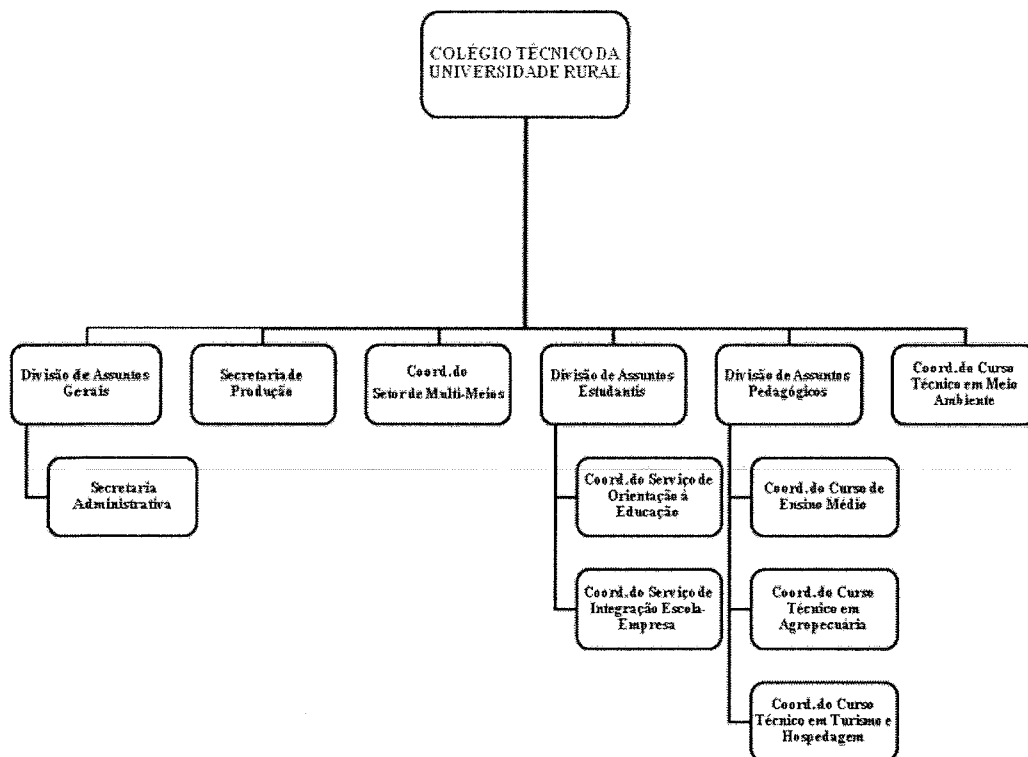 COLÉGIO TÉCNICO DA
UNIVERSIDADE RURAL
Divisão de Assuntos
Gerais
Secretaria de
Produção
Coord.do
Setor de Multi-Meios
Divisão de Assuntos
Estudantis
Divisão de Assuntos
Pedagógicos
Coord.do Curso
Técnico em Meio
Ambiente
Secretaria
Administrativa
Coord.do Serviço de
Orientação à
Educação
Coord.do Curso de
Ensino Médio
Coord.do Serviço de
Integração Escola-
Empresa
Coord.do Curso
Técnico em
Agropecuária
Coord.do Curso
Técnico em Turismo e
Hospedagem